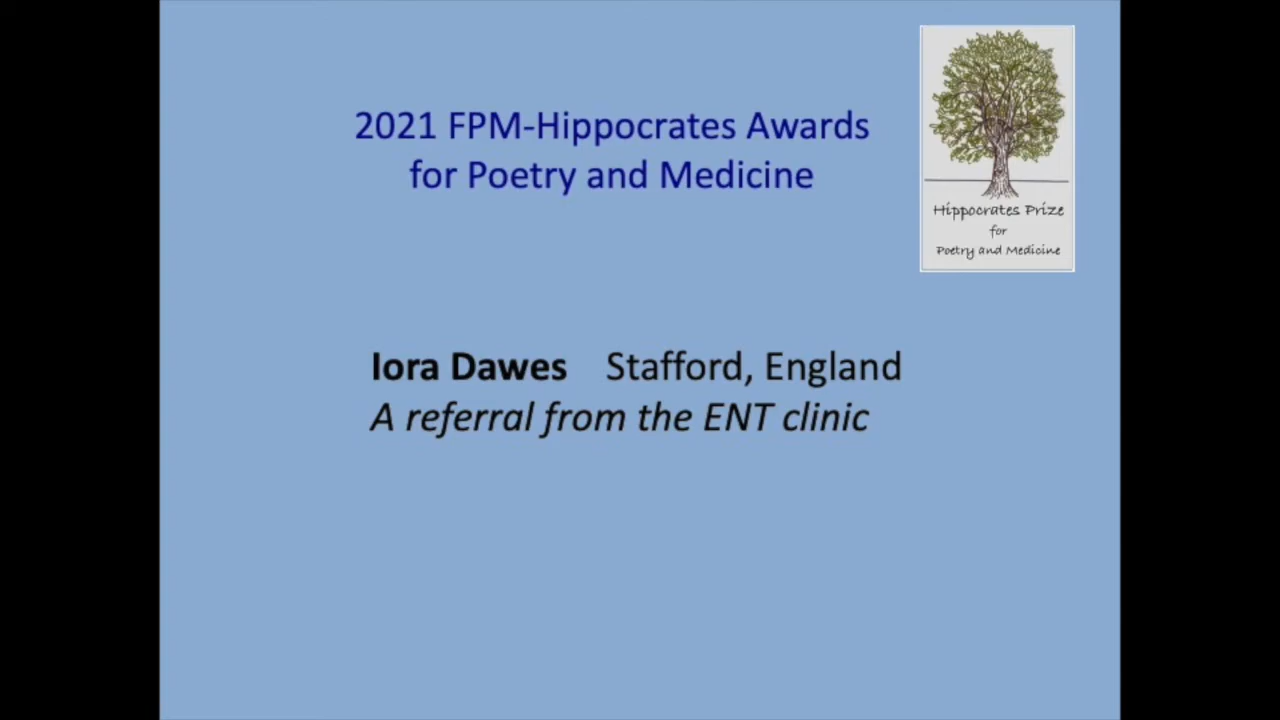 2021 FPM-Hippocrates Awards
for Poetry and Medicine
Hippocrates Prize
for
Poetry and Medicine
Iora Dawes Stafford, England
A referral from the ENT clinic